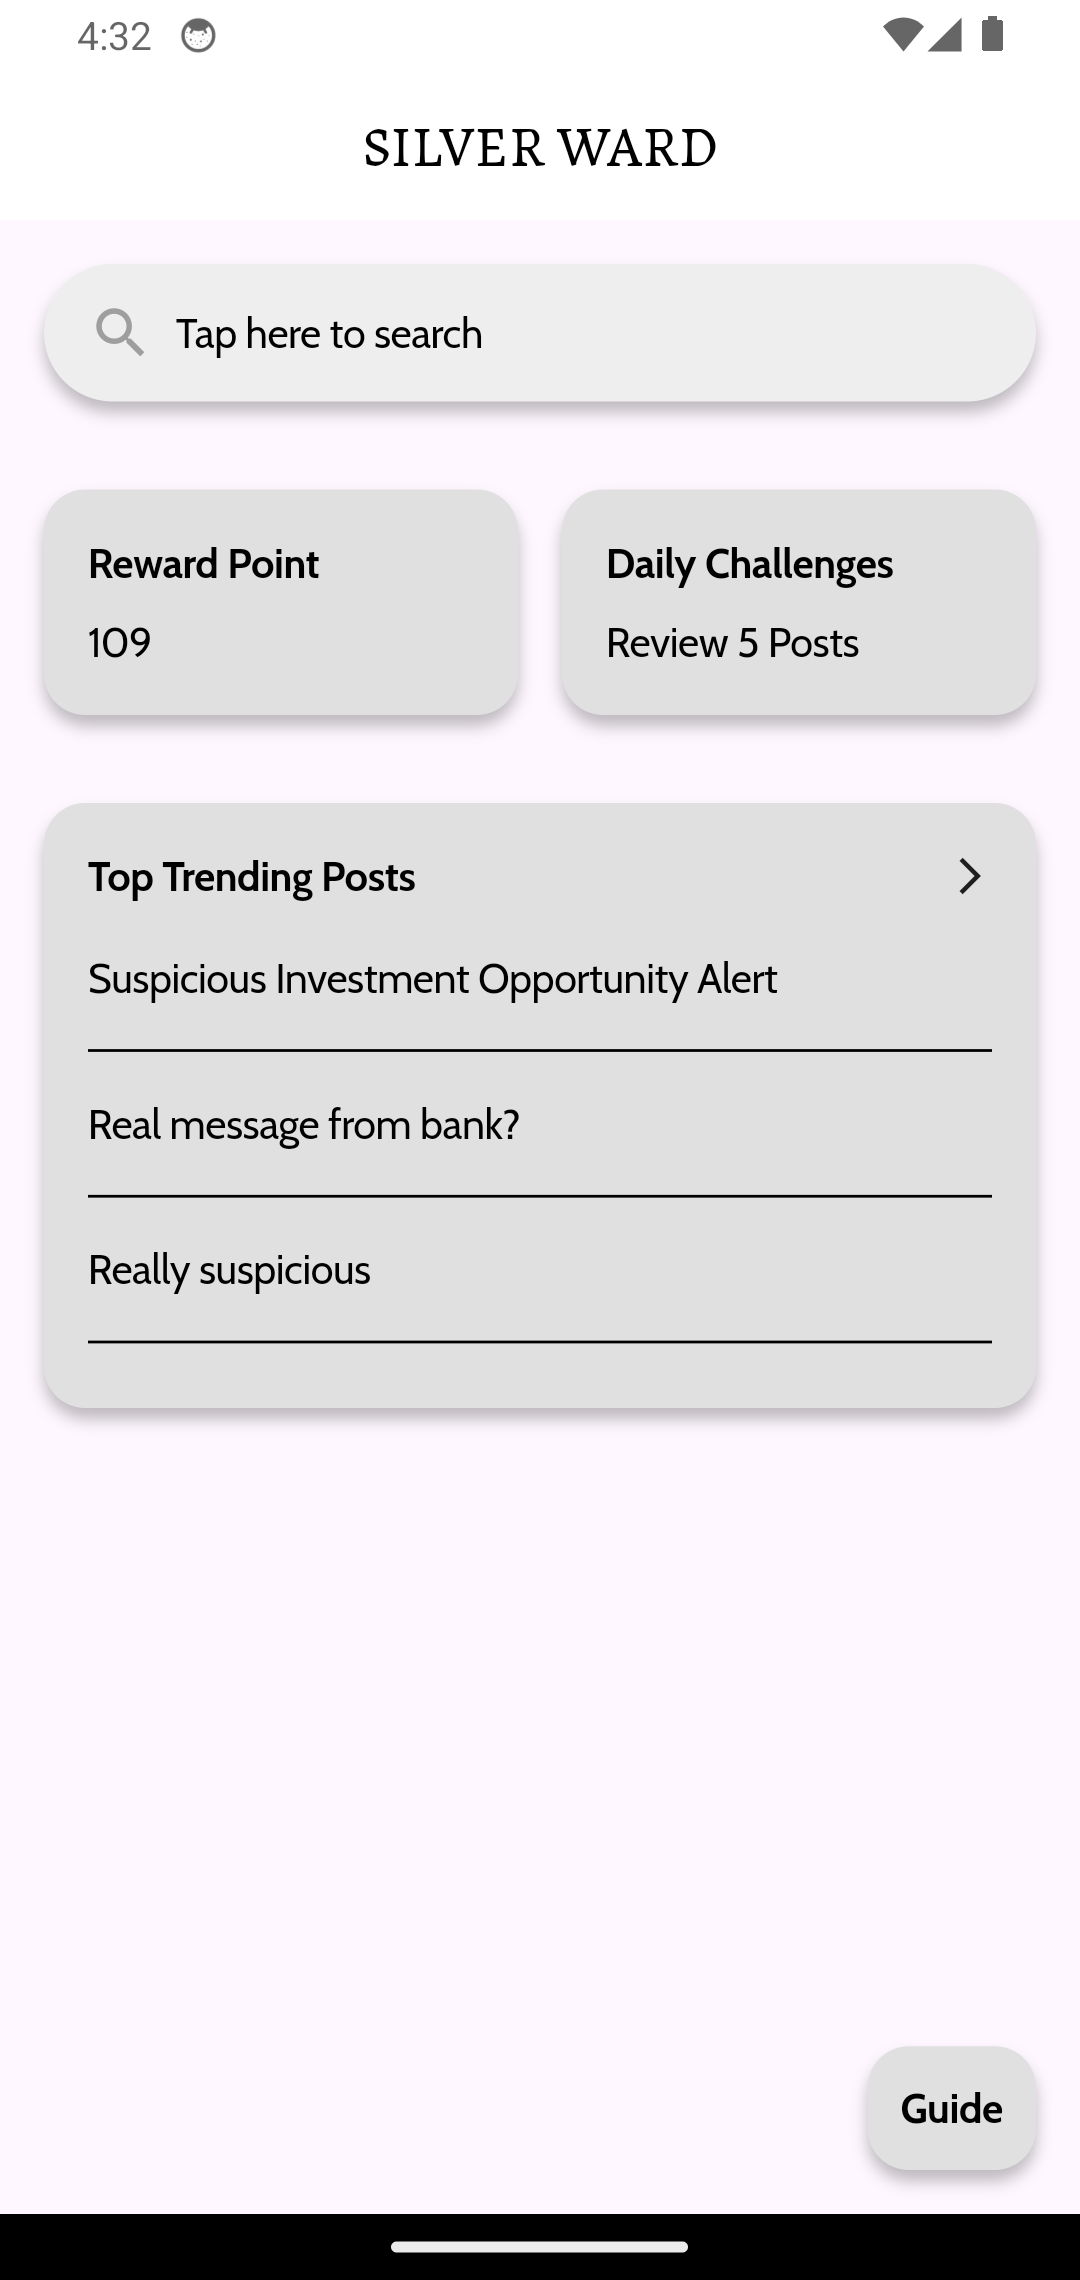 4:32
SILVER WARD
Tap here to search
Reward Point
109
Daily Challenges
Review 5 Posts
Top Trending Posts
Suspicious Investment Opportunity Alert
Real message from bank?
Really suspicious
Guide